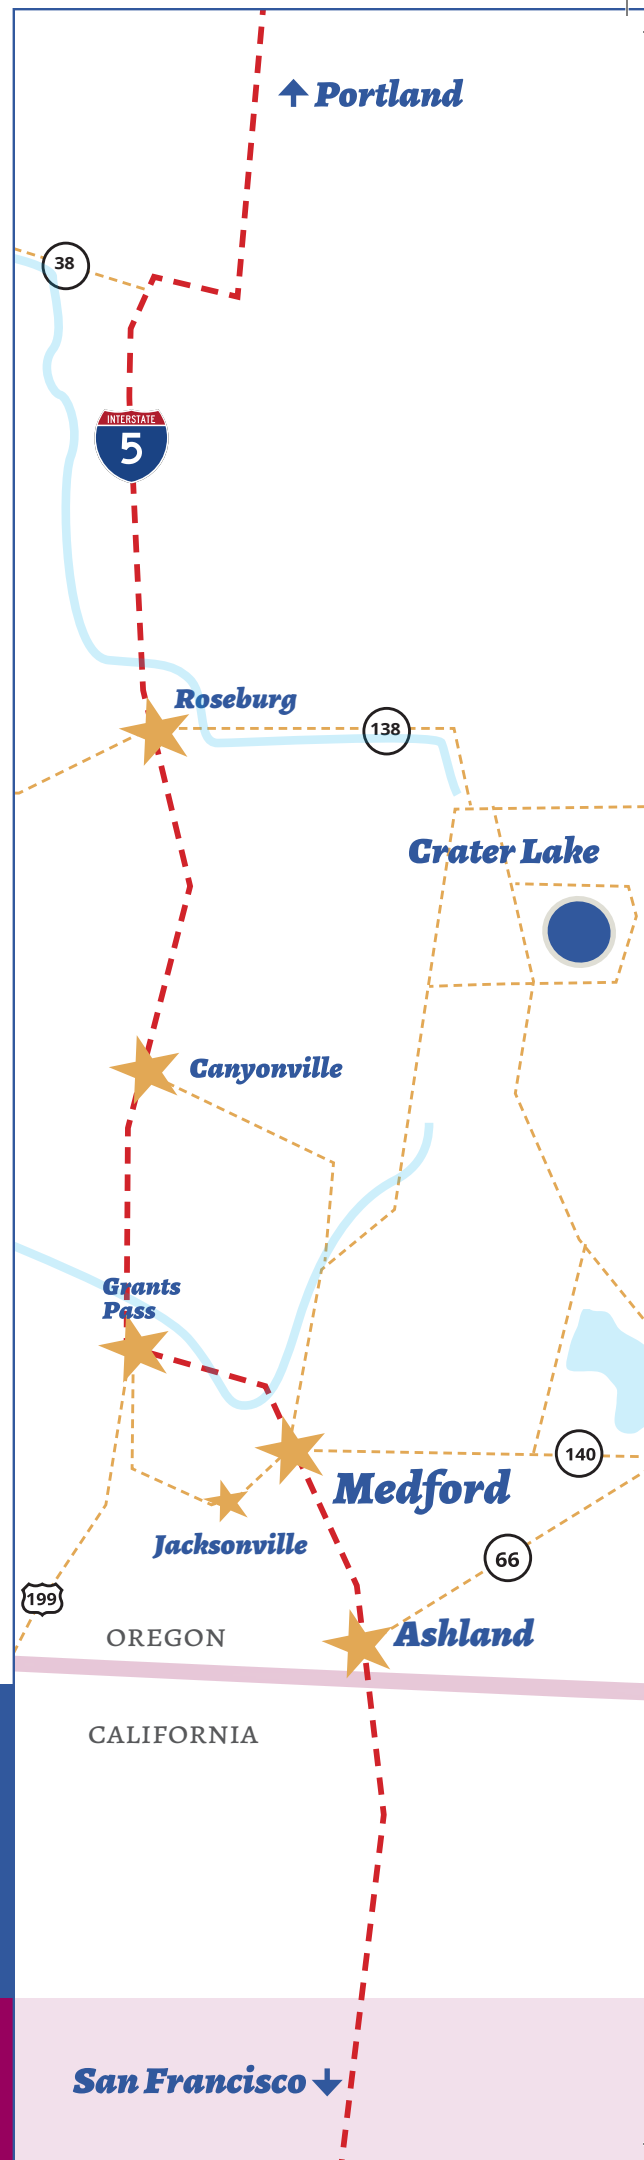 Portland
38
INTERSTATE
5
Roseburg
138
Crater Lake
Canyonville
Grants
Pass
140
Medford
Jacksonville
66
199
Ashland
OREGON
CALIFORNIA
San Francisco